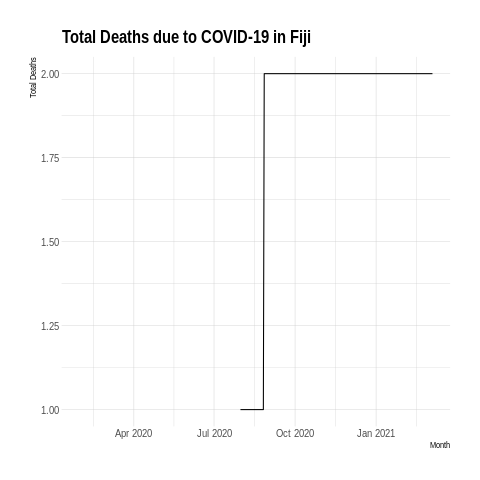 Total Deaths due to COVID-19 in Fiji
Total Deaths
2.00
1.75
1.50
1.25
1.00
Apr 2020 Jul 2020 Oct 2020 Jan 2021
Month